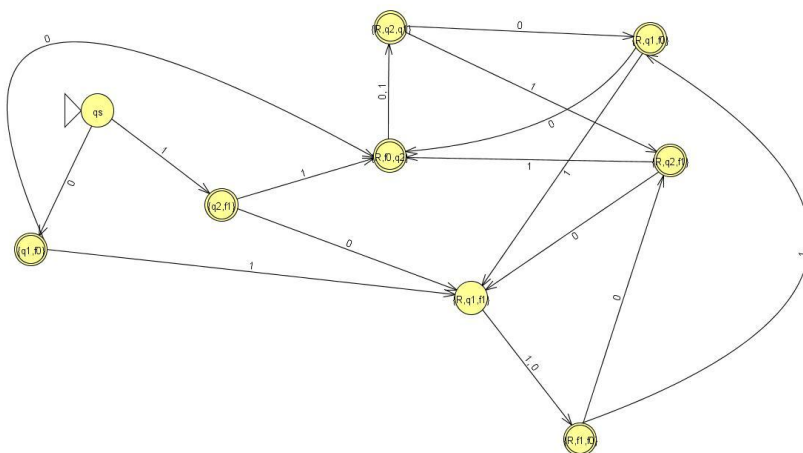 0
(R,q2,q1)
0
(R,q1,f0)
qs
0,1
1
0
1
(R,f0,q2)
1
(R,q2,f1)
1
0
(q2,f1)
1
0
0
(q1,f0)
1
(R,q1,f1)
1
0
1,0
(R,f1,f0)